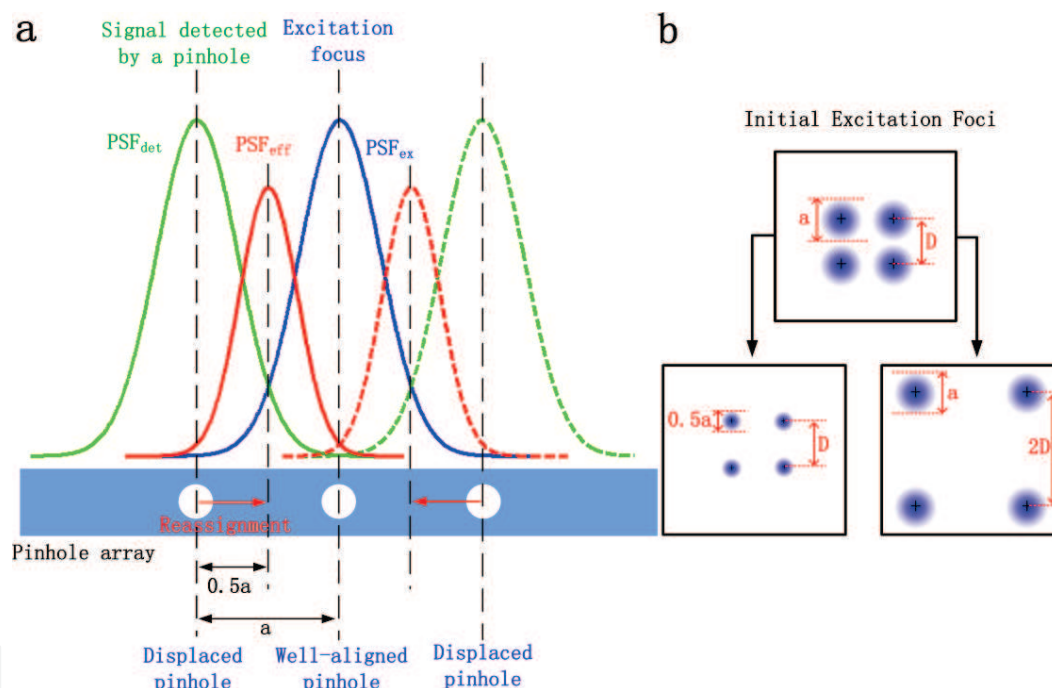 a
Signal detected
by a pinhole
Excitation
focus
PSFdet
PSFeff
PSFex
Reassignment
Pinhole array
0.5a
a
Displaced
pinhole
Well-aligned
pinhole
Displaced
pinhole
b
Initial Excitation Foci
a
D
0.5a
D
a
2D